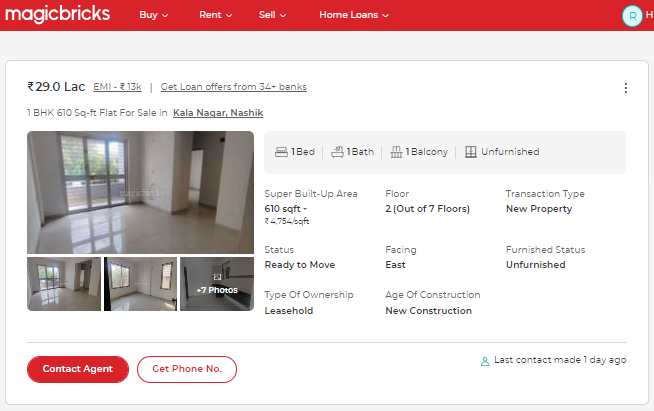 magicbricks
Buy Rent Sell Home Loans R H
₹29.0 Lac EMI - ₹13k | Get Loan offers from 34+ banks
1 BHK 610 Sq-ft Flat For Sale in Kala Nagar, Nashik
magicbricks
1 Bed 1 Bath 1 Balcony Unfurnished
Super Built-Up Area Floor Transaction Type
610 sqft - 2 (Out of 7 Floors) New Property
₹4,754/sqft
Status Facing Furnished Status
Ready to Move East Unfurnished
+7 Photos
Type Of Ownership Age Of Construction
Leasehold New Construction
Contact Agent Get Phone No. Last contact made 1 day ago